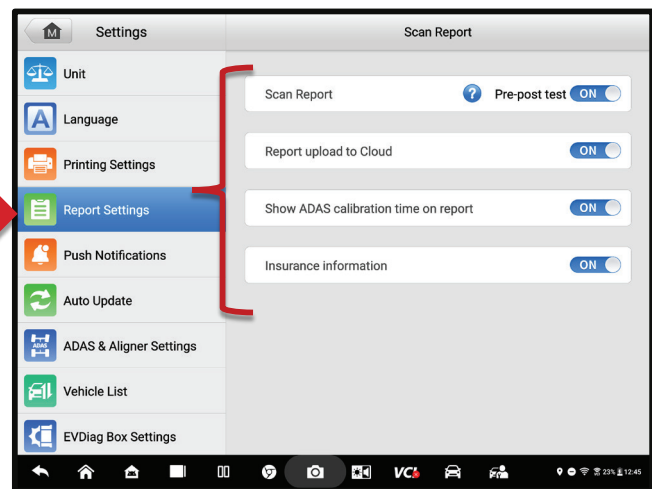 M
Settings
Scan Report
Unit
A
Language
Printing Settings
Report Settings
Push Notifications
Auto Update
ADAS
ADAS & Aligner Settings
Vehicle List
EVDiag Box Settings
Scan Report ? Pre-post test ON
Report upload to Cloud ON
Show ADAS calibration time on report ON
Insurance information ON
VCI 23% 12:45